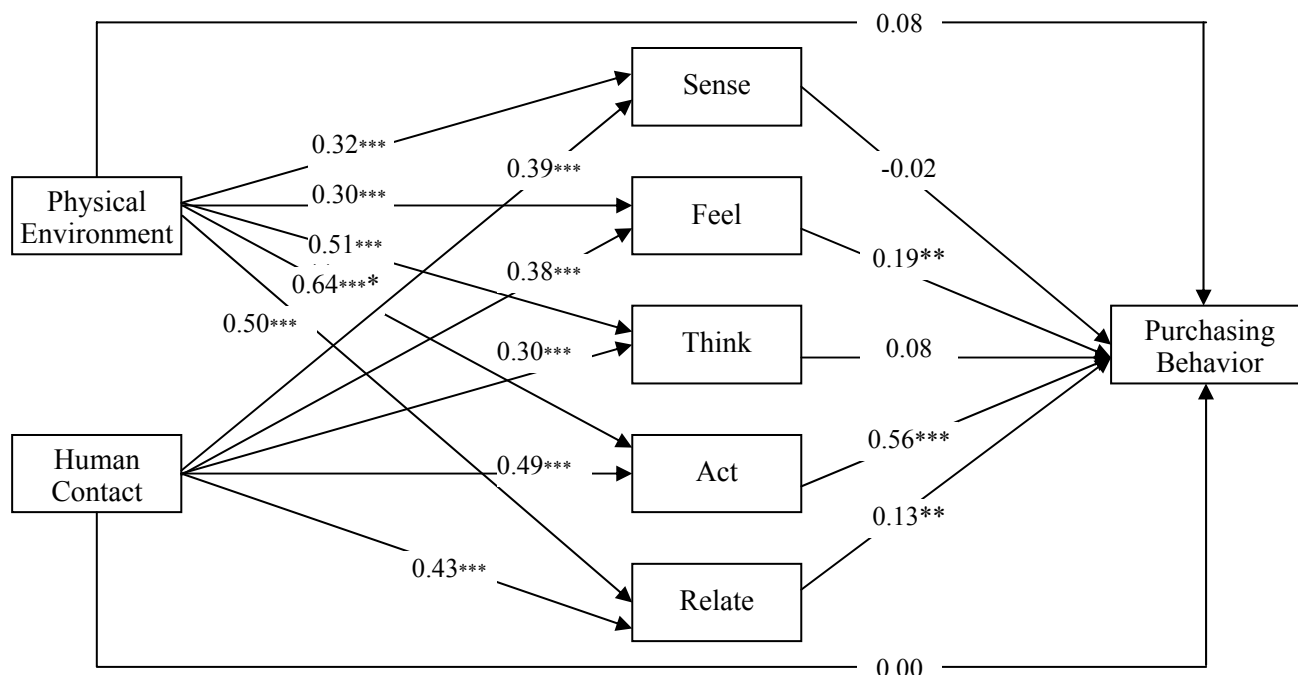 0.08
Sense
0.32***
0.39***
-0.02
Physical
Environment
0.30***
Feel
0.51***
0.38***
0.19**
0.64****
0.50***
Think
0.30***
0.08
Purchasing
Behavior
Human
Contact
0.49***
Act
0.56***
0.13**
0.43***
Relate
0.00